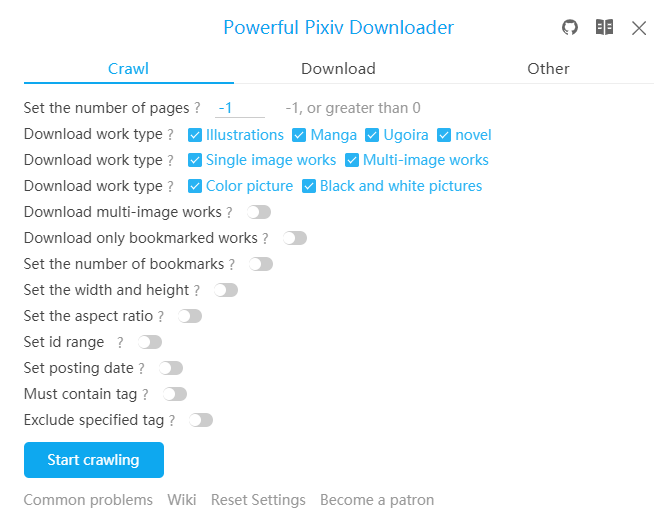 Powerful Pixiv Downloader
Crawl Download Other
Set the number of pages ? -1 -1, or greater than 0
Download work type ? Illustrations Manga Ugoira novel
Download work type ? Single image works Multi-image works
Download work type ? Color picture Black and white pictures
Download multi-image works ?
Download only bookmarked works ?
Set the number of bookmarks ?
Set the width and height ?
Set the aspect ratio ?
Set id range ?
Set posting date ?
Must contain tag ?
Exclude specified tag ?
Start crawling
Common problems Wiki Reset Settings Become a patron